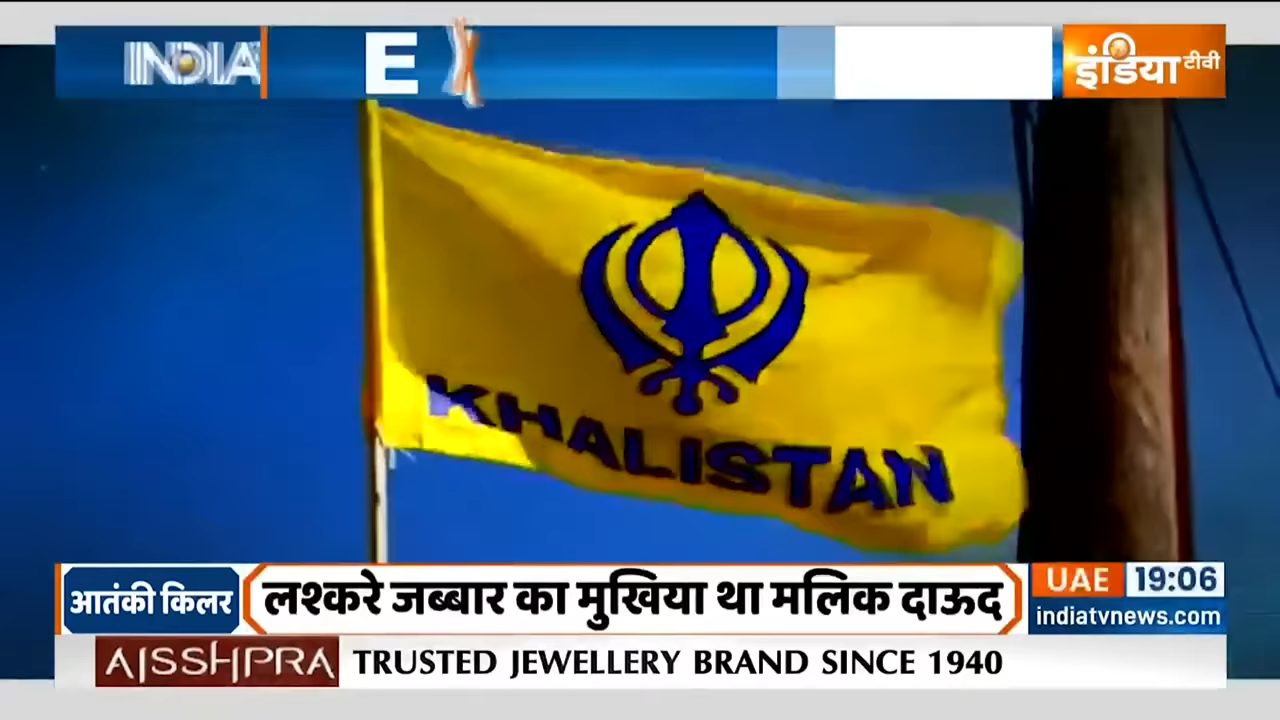 INDIA
E
इंडिया टीवी
KHALISTAN
आतंकी किलर
लश्करे जब्बार का मुखिया था मलिक दाऊद
UAE 19:06
indiatvnews.com
AISSHPRA
TRUSTED JEWELLERY BRAND SINCE 1940